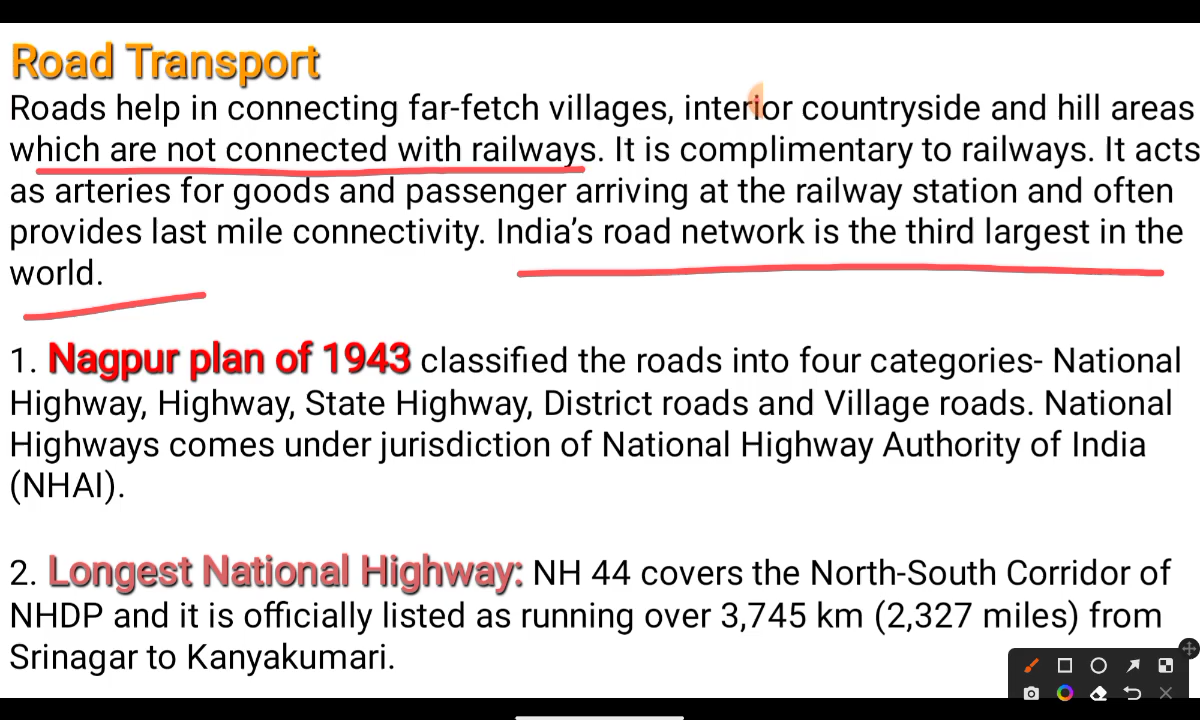 Road Transport
Roads help in connecting far-fetch villages, interior countryside and hill areas
which are not connected with railways. It is complimentary to railways. It acts
as arteries for goods and passenger arriving at the railway station and often
provides last mile connectivity. India’s road network is the third largest in the
world.
1. Nagpur plan of 1943 classified the roads into four categories- National
Highway, Highway, State Highway, District roads and Village roads. National
Highways comes under jurisdiction of National Highway Authority of India
(NHAI).
2. Longest National Highway: NH 44 covers the North-South Corridor of
NHDP and it is officially listed as running over 3,745 km (2,327 miles) from
Srinagar to Kanyakumari.